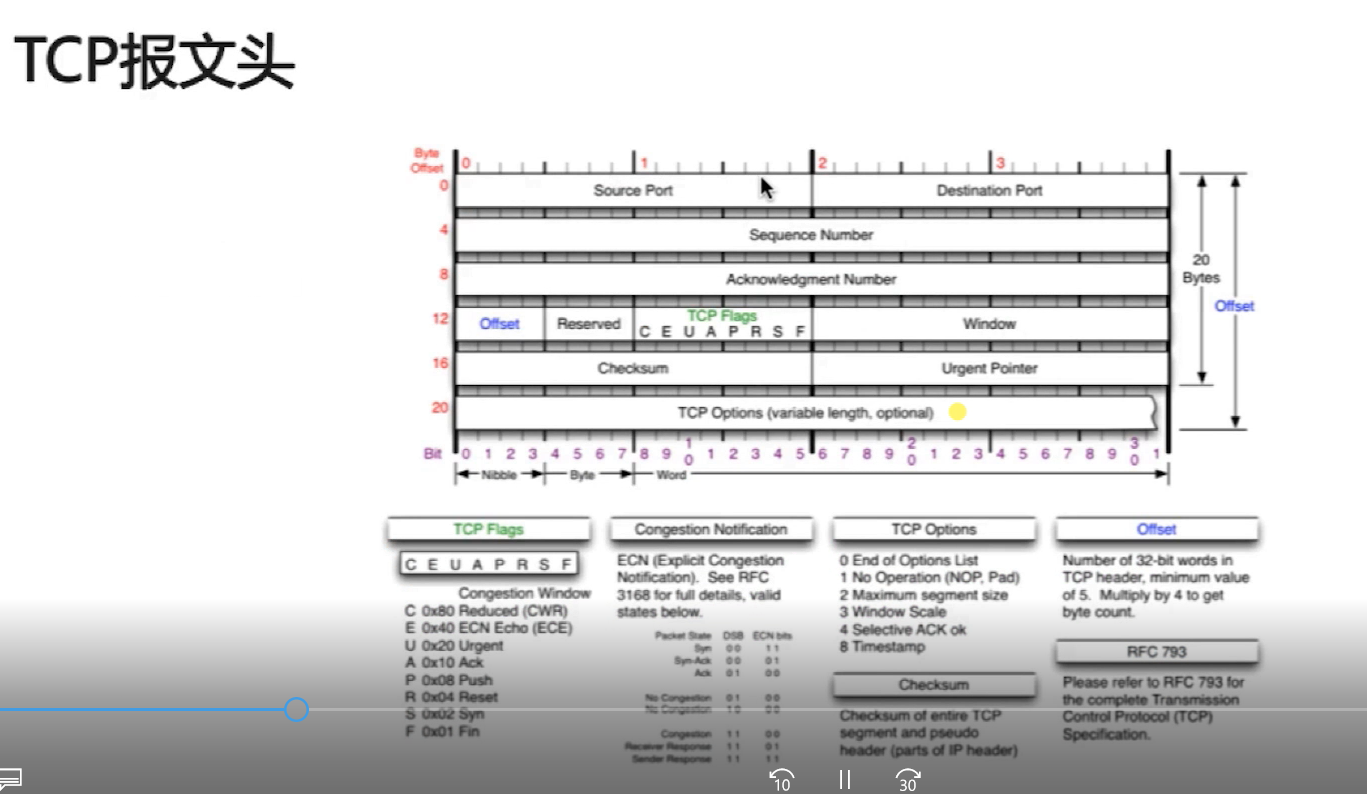 TCP报文头
Byte Offset 0 1 2 3
0 Source Port Destination Port
4 Sequence Number
8 Acknowledgment Number
20 Bytes
Offset
12 Offset Reserved TCP Flags C E U A P R S F Window
16 Checksum Urgent Pointer
20 TCP Options (variable length, optional)
Bit 0 1 2 3 4 5 6 7 8 9 10 1 2 3 4 5 6 7 8 9 20 1 2 3 4 5 6 7 8 9 30 1
Nibble Byte Word
TCP Flags
C E U A P R S F
Congestion Window
C 0x80 Reduced (CWR)
E 0x40 ECN Echo (ECE)
U 0x20 Urgent
A 0x10 Ack
P 0x08 Push
R 0x04 Reset
S 0x02 Syn
F 0x01 Fin
Congestion Notification
ECN (Explicit Congestion
Notification). See RFC
3168 for full details, valid
states below.
Packet State DSB ECN bits
Syn 0 0 1 1
Syn-Ack 0 0 0 1
Ack 0 1 0 0
No Congestion 0 1 0 0
No Congestion 1 0 0 0
Congestion 1 1 0 0
Receiver Response 1 1 0 1
Sender Response 1 1 1 1
TCP Options
0 End of Options List
1 No Operation (NOP, Pad)
2 Maximum segment size
3 Window Scale
4 Selective ACK ok
8 Timestamp
Checksum
Checksum of entire TCP
segment and pseudo
header (parts of IP header)
Offset
Number of 32-bit words in
TCP header, minimum value
of 5. Multiply by 4 to get
byte count.
RFC 793
Please refer to RFC 793 for
the complete Transmission
Control Protocol (TCP)
Specification.
10 30